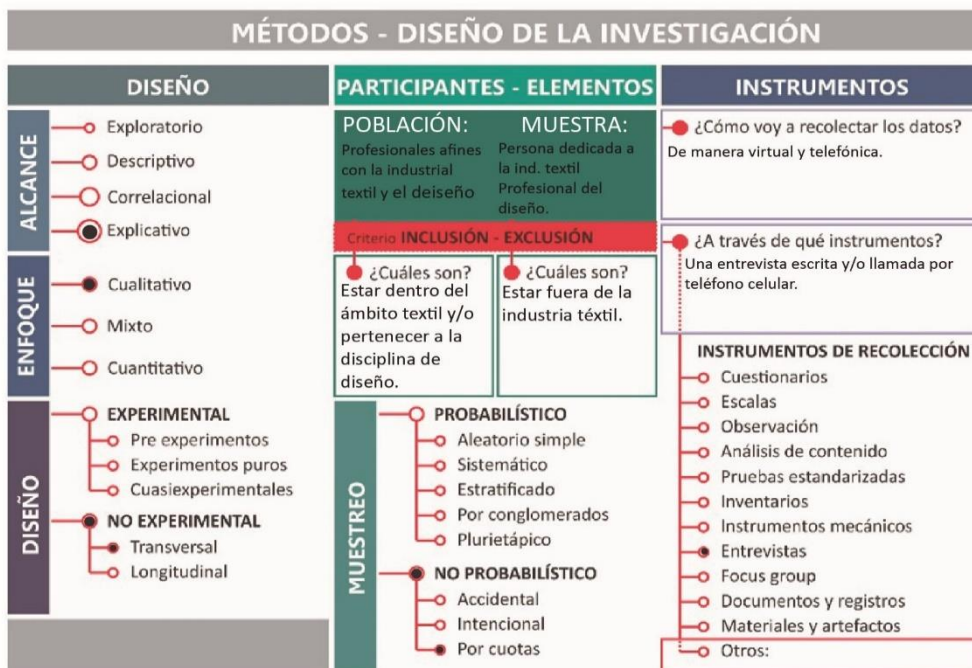 MÉTODOS - DISEÑO DE LA INVESTIGACIÓN
DISEÑO
ALCANCE
Exploratorio
Descriptivo
Correlacional
Explicativo
ENFOQUE
Cualitativo
Mixto
Cuantitativo
DISEÑO
EXPERIMENTAL
Pre experimentos
Experimentos puros
Cuasiexperimentales
NO EXPERIMENTAL
Transversal
Longitudinal
PARTICIPANTES - ELEMENTOS
POBLACIÓN:
Profesionales afines
con la industrial
textil y el deiseño
MUESTRA:
Persona dedicada a
la ind. textil
Profesional del
diseño.
Criterio INCLUSIÓN - EXCLUSIÓN
¿Cuáles son?
Estar dentro del
ámbito textil y/o
pertenecer a la
disciplina de
diseño.
¿Cuáles son?
Estar fuera de la
industria téxtil.
MUESTREO
PROBABILÍSTICO
Aleatorio simple
Sistemático
Estratificado
Por conglomerados
Plurietápico
NO PROBABILÍSTICO
Accidental
Intencional
Por cuotas
INSTRUMENTOS
¿Cómo voy a recolectar los datos?
De manera virtual y telefónica.
¿A través de qué instrumentos?
Una entrevista escrita y/o llamada por
teléfono celular.
INSTRUMENTOS DE RECOLECCIÓN
Cuestionarios
Escalas
Observación
Análisis de contenido
Pruebas estandarizadas
Inventarios
Instrumentos mecánicos
Entrevistas
Focus group
Documentos y registros
Materiales y artefactos
Otros: